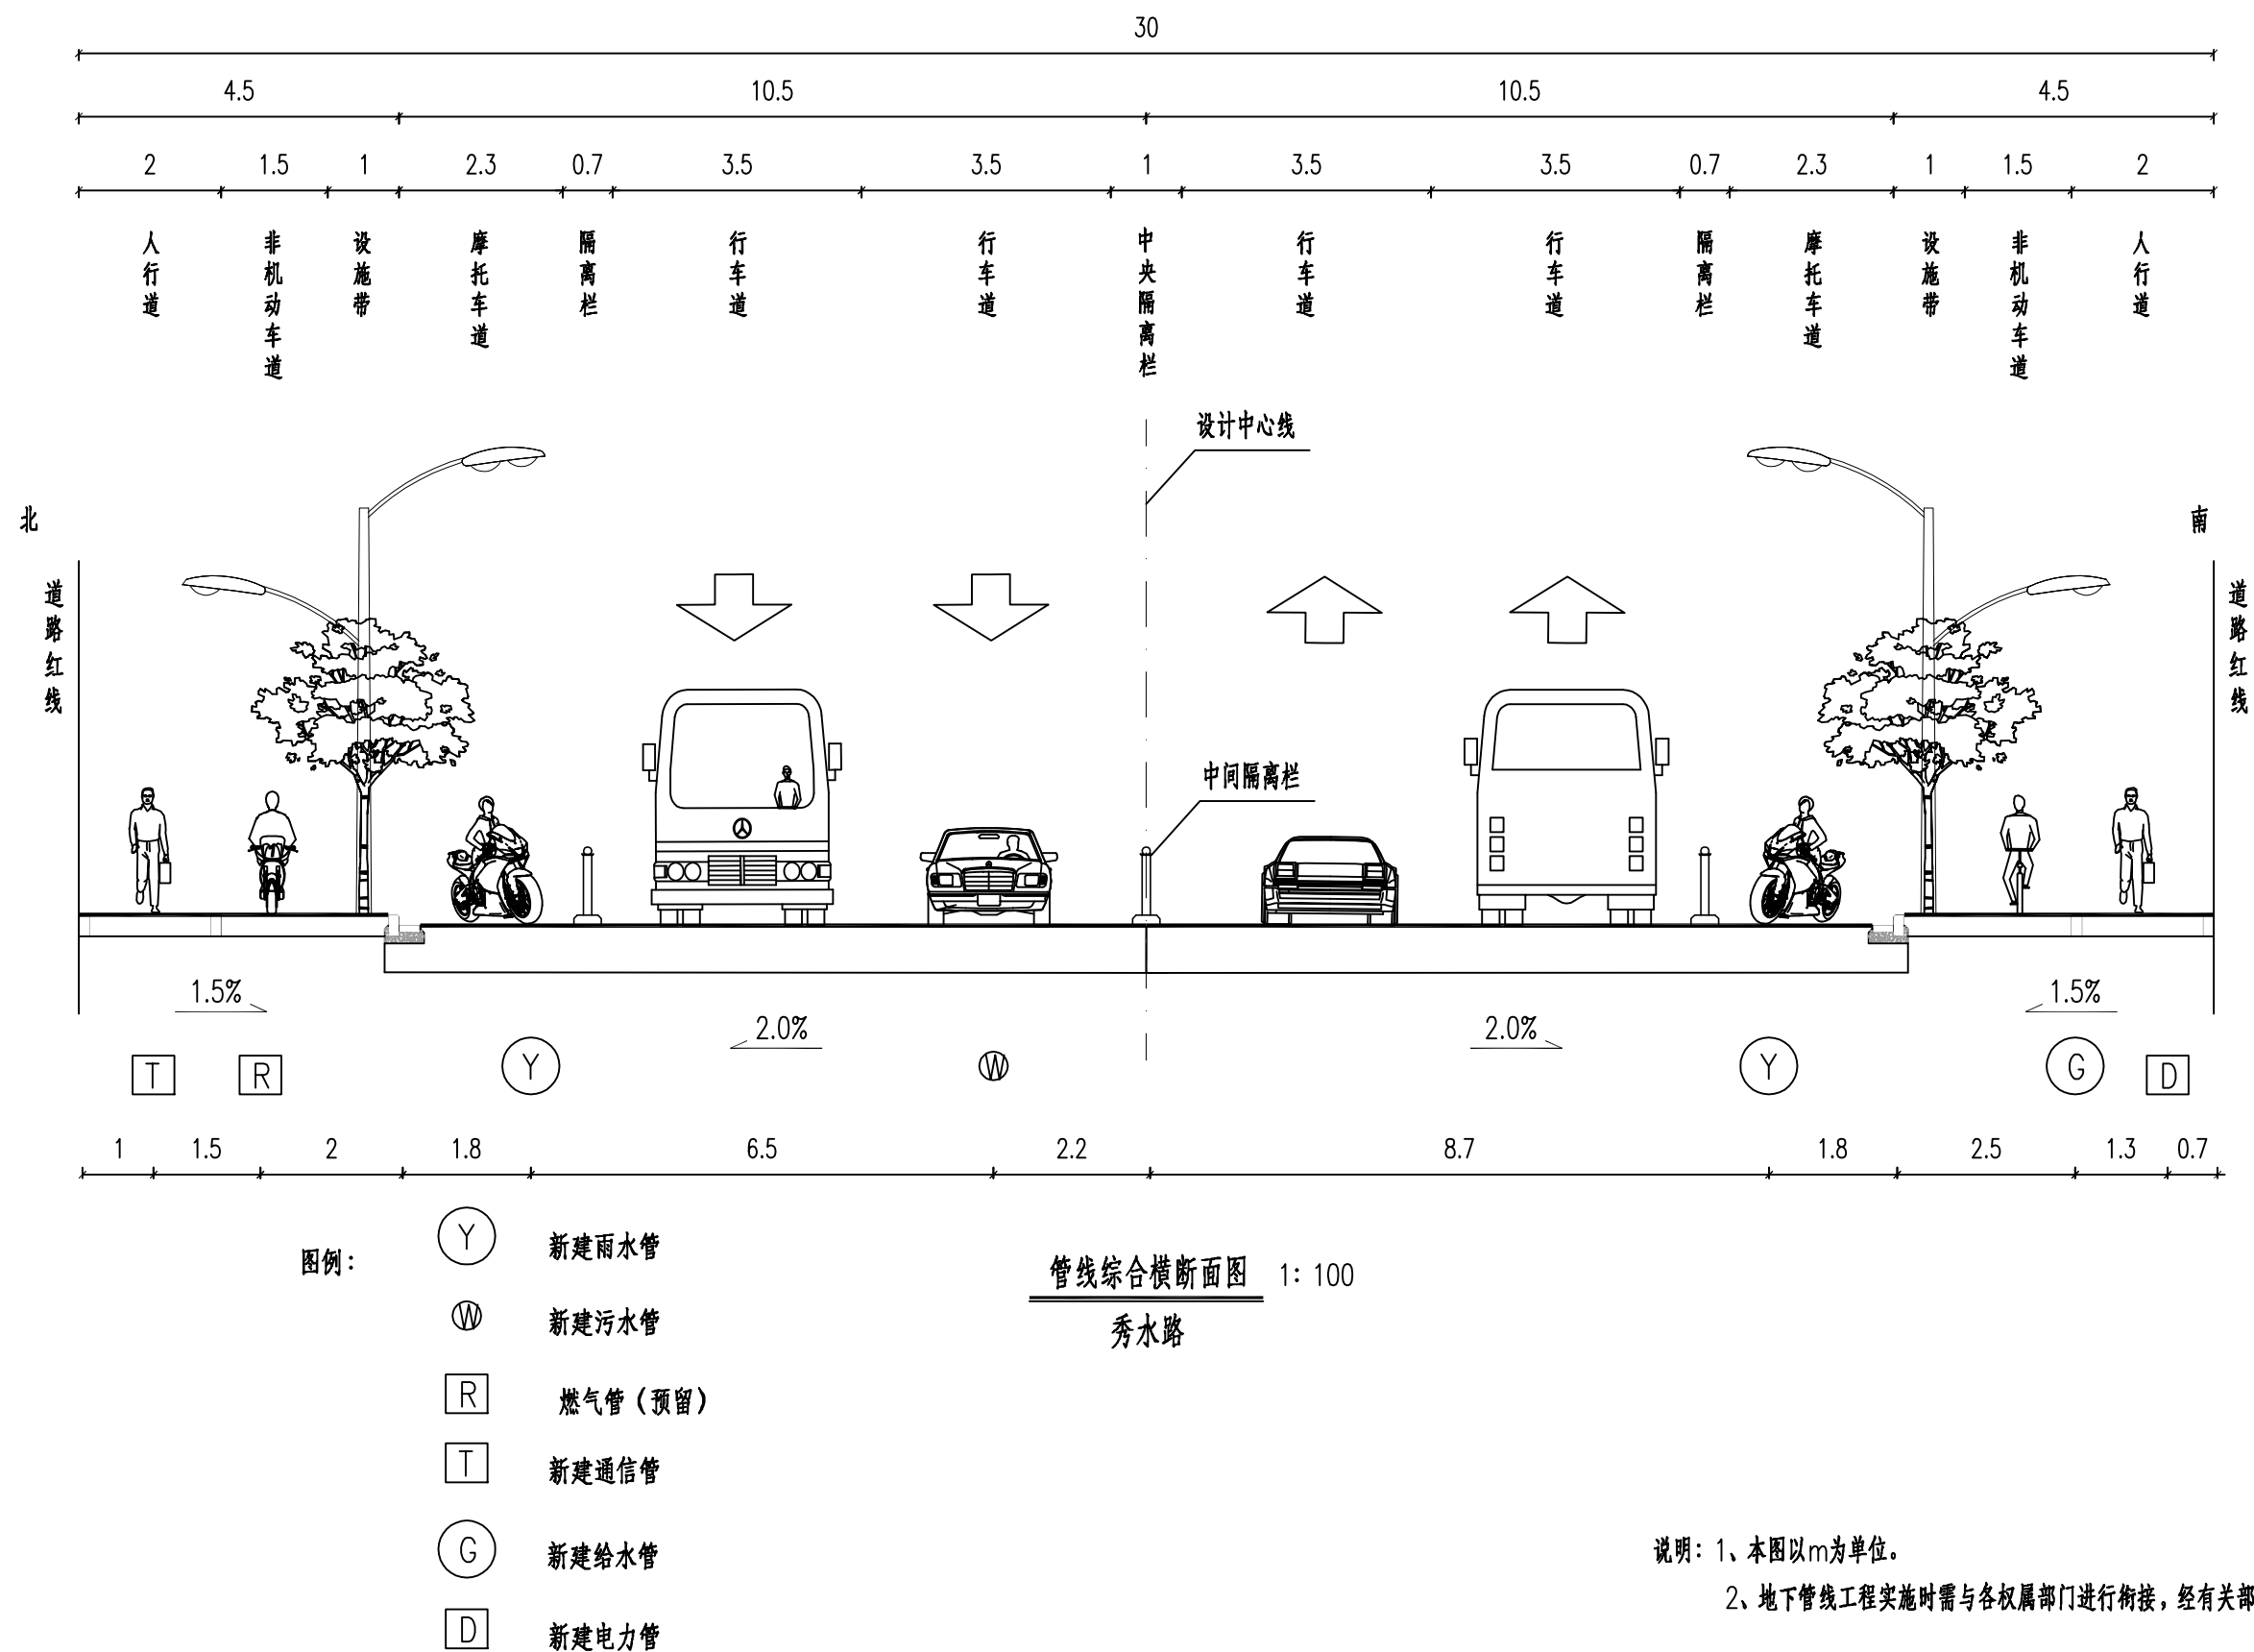 30
4.5 10.5 10.5 4.5
2 1.5 1 2.3 0.7 3.5 3.5 1 3.5 3.5 0.7 2.3 1 1.5 2
人行道 非机动车道 设施带 摩托车道 隔离栏 行车道 行车道 中央隔离栏 行车道 行车道 隔离栏 摩托车道 设施带 非机动车道 人行道
设计中心线
北 南
道路红线 道路红线
中间隔离栏
1.5% 2.0% 2.0% 1.5%
T R Y W Y G D
1 1.5 2 1.8 6.5 2.2 8.7 1.8 2.5 1.3 0.7
管线综合横断面图 1：100
秀水路
图例：
Y 新建雨水管
W 新建污水管
R 燃气管（预留）
T 新建通信管
G 新建给水管
D 新建电力管
说明：1、本图以m为单位。
2、地下管线工程实施时需与各权属部门进行衔接，经有关部